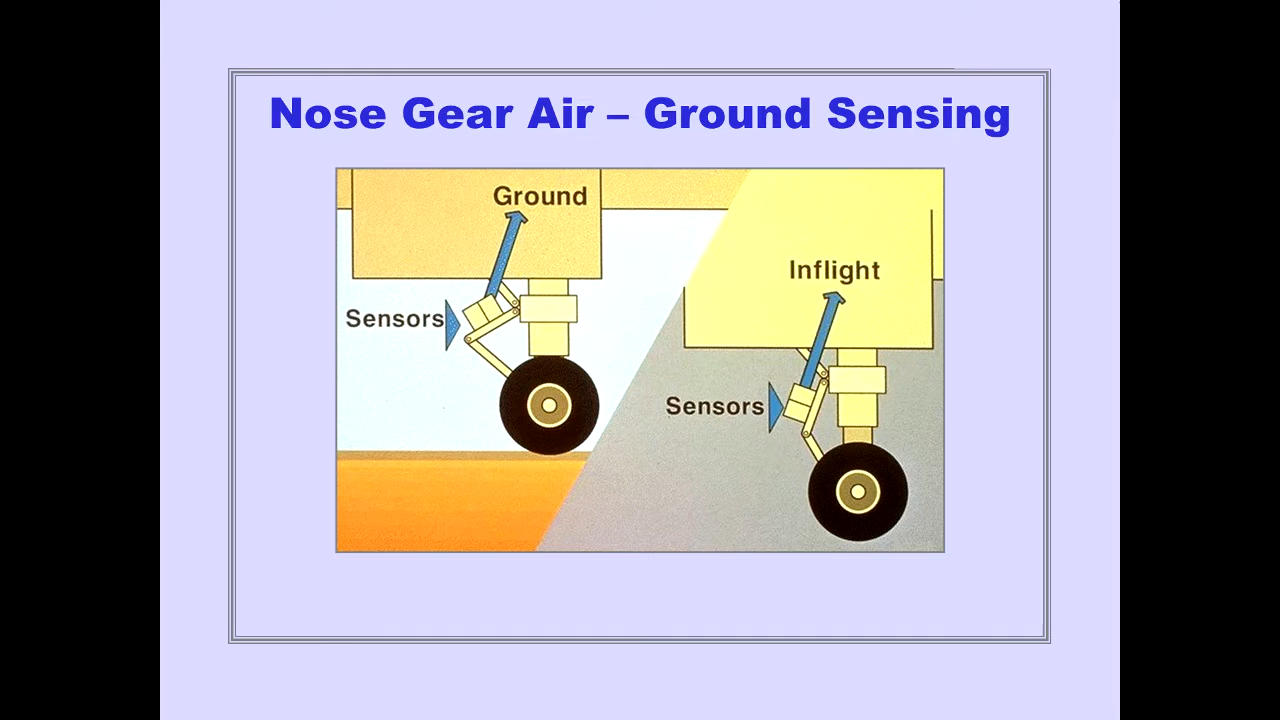 Nose Gear Air – Ground Sensing
Ground
Sensors
Inflight
Sensors